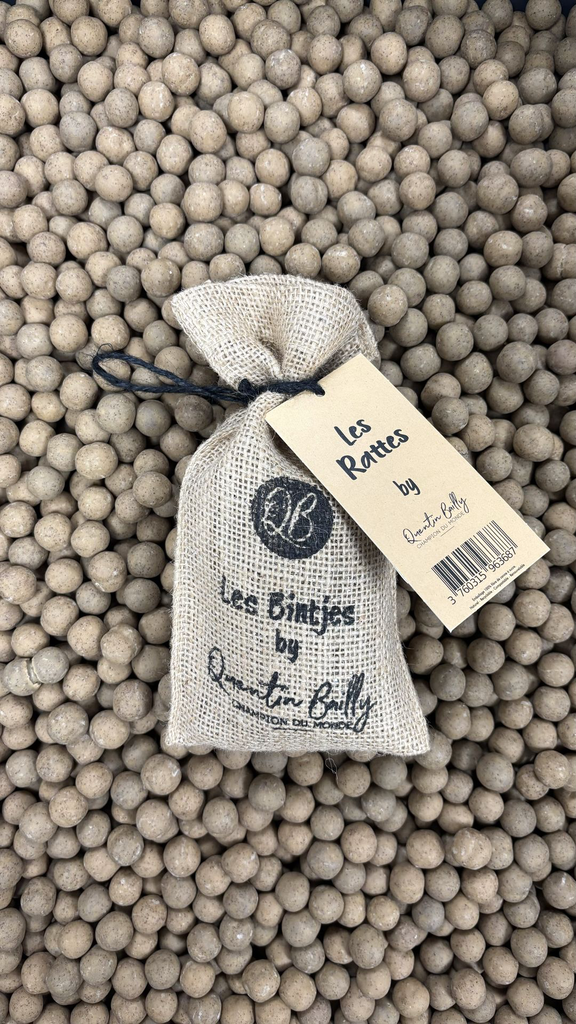 Les
Rattes
by
Quentin Bailly
CHAMPION DU MONDE
3 760315 963687
QB
Les Bintjes
by
Quentin Bailly
CHAMPION DU MONDE